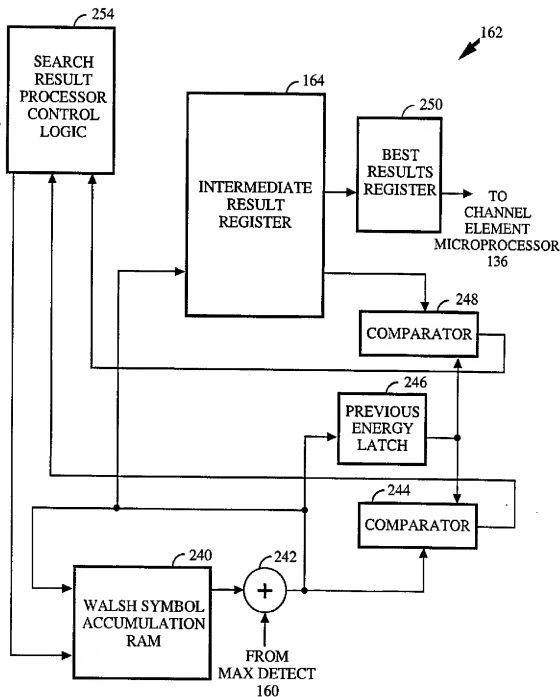 254
SEARCH
RESULT
PROCESSOR
CONTROL
LOGIC
162
164
INTERMEDIATE
RESULT
REGISTER
250
BEST
RESULTS
REGISTER
TO
CHANNEL
ELEMENT
MICROPROCESSOR
136
248
COMPARATOR
246
PREVIOUS
ENERGY
LATCH
244
COMPARATOR
240
WALSH SYMBOL
ACCUMULATION
RAM
242
+
FROM
MAX DETECT
160